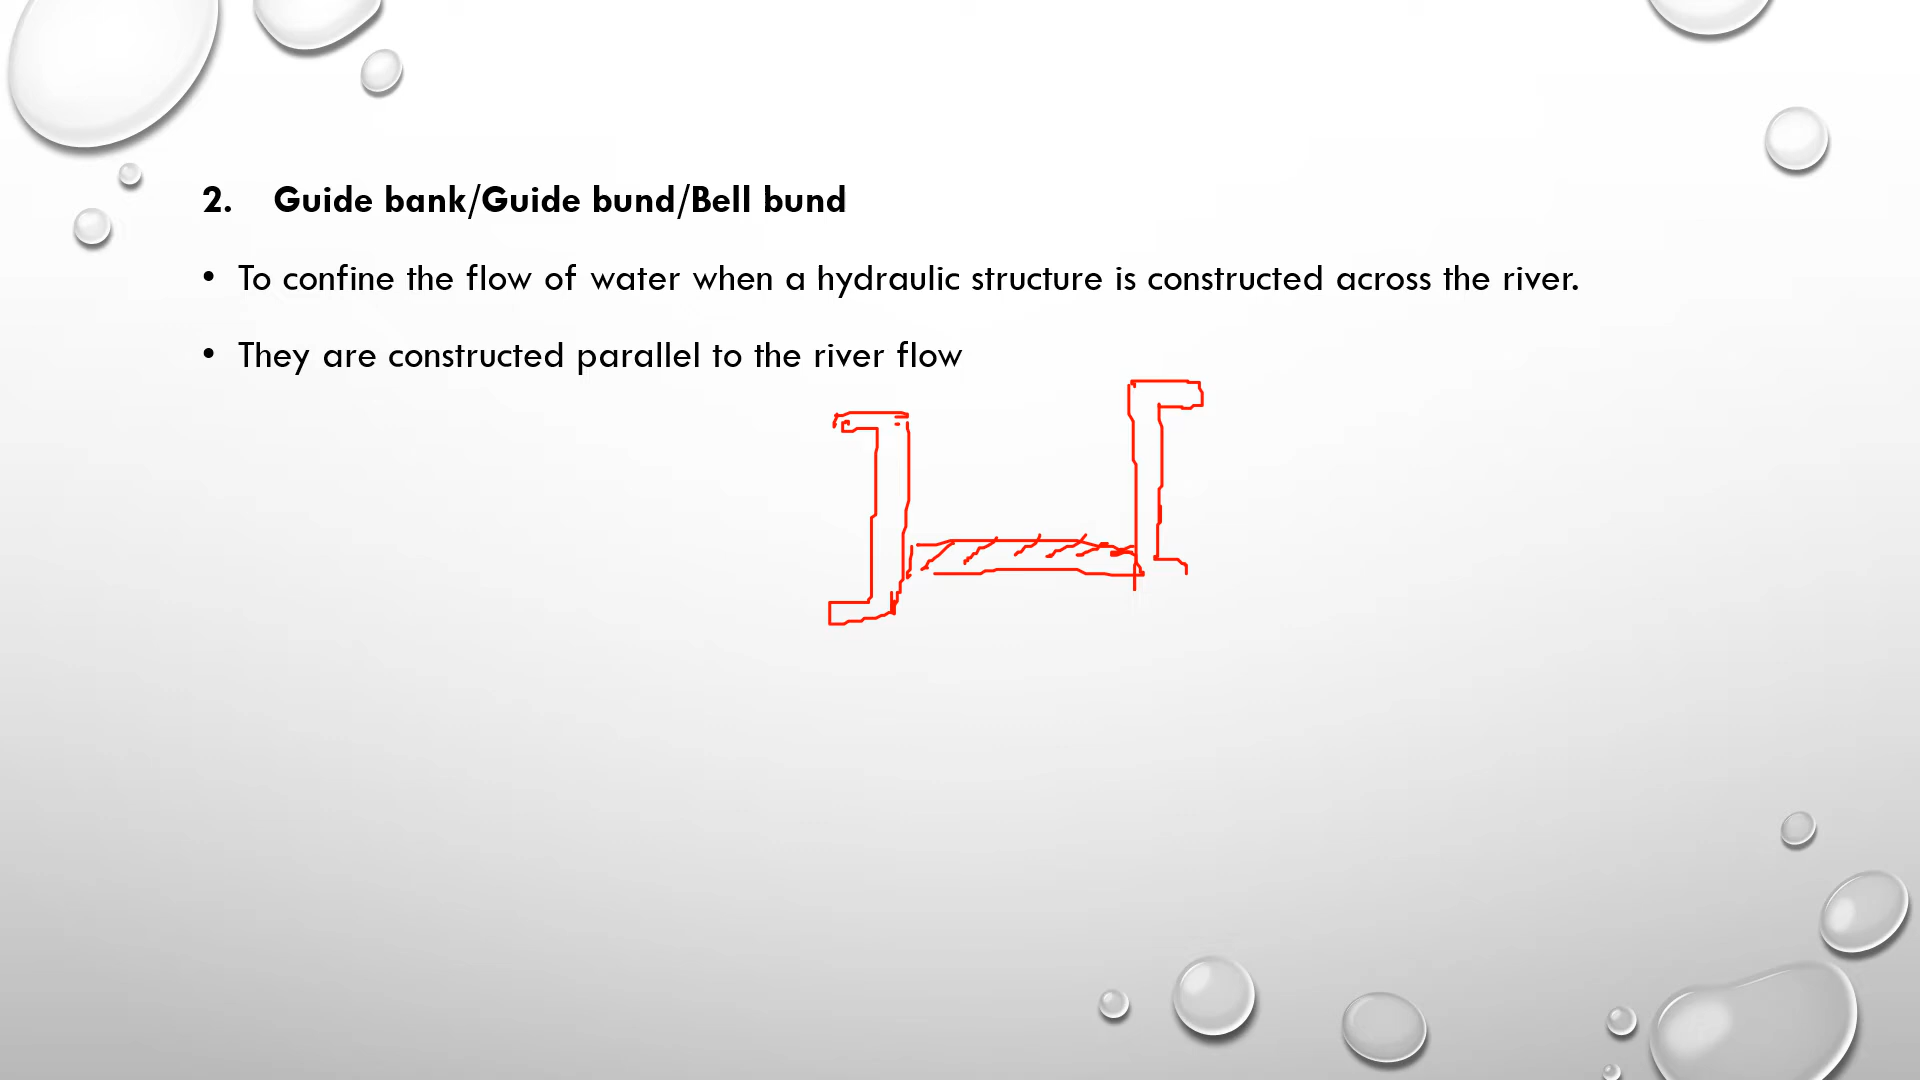 2. Guide bank/Guide bund/Bell bund
• To confine the flow of water when a hydraulic structure is constructed across the river.
• They are constructed parallel to the river flow